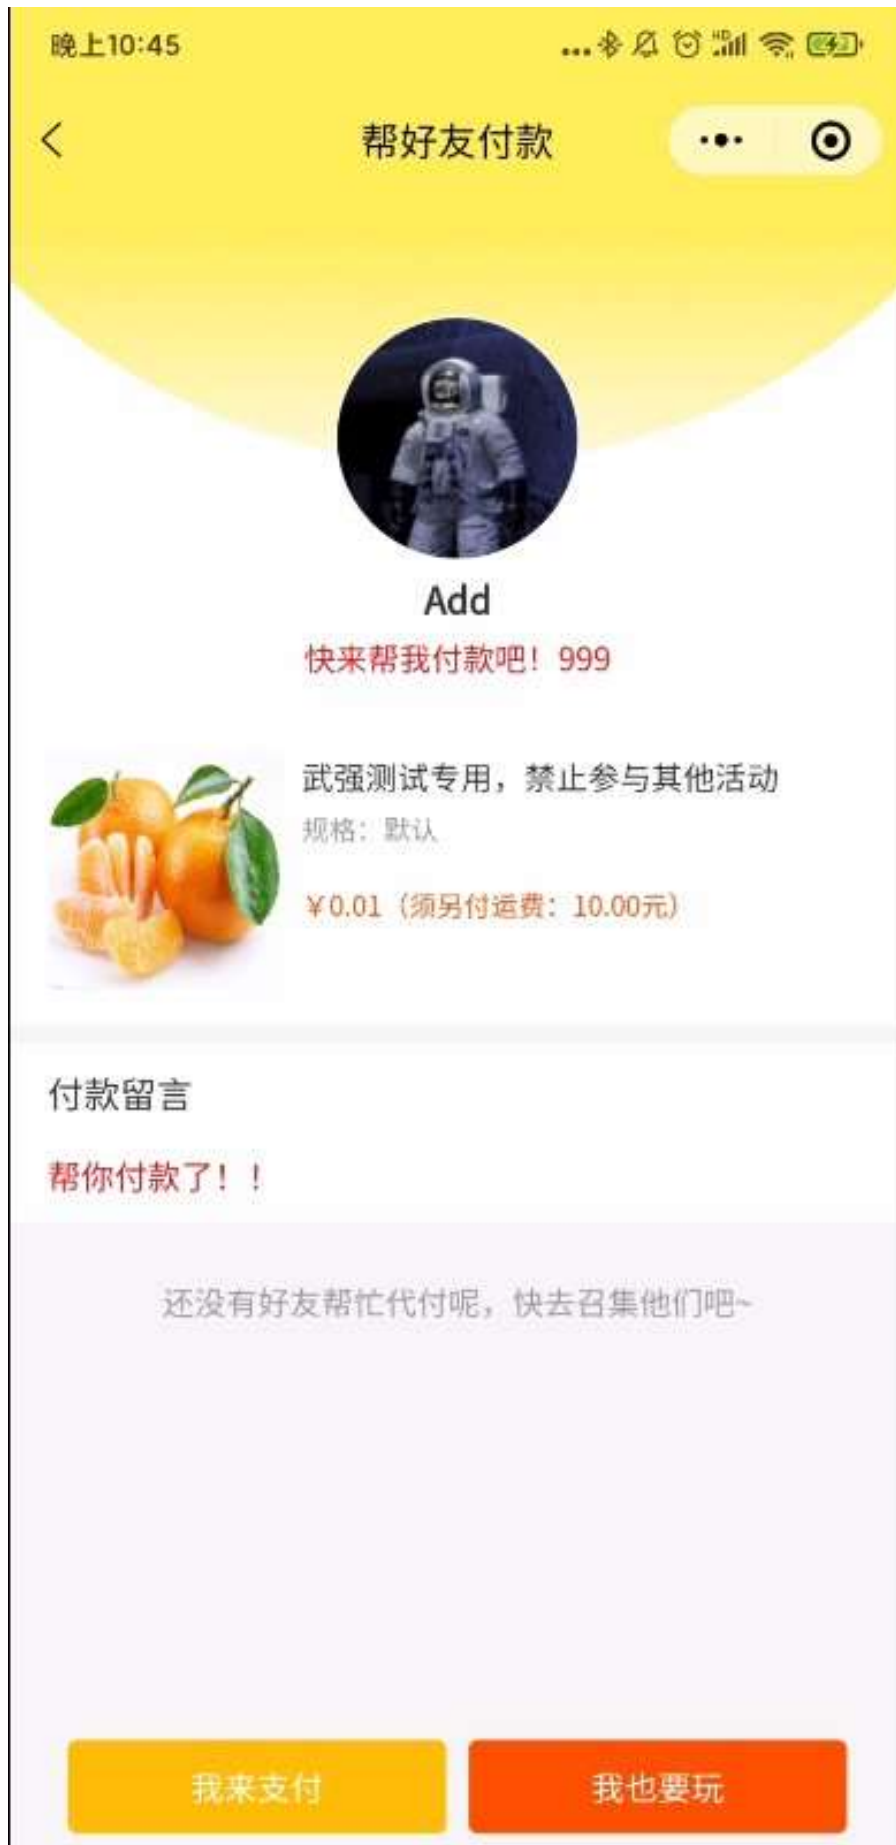 晚上10:45
帮好友付款
Add
快来帮我付款吧！999
武强测试专用，禁止参与其他活动
规格：默认
￥0.01（须另付运费：10.00元）
付款留言
帮你付款了！！
还没有好友帮忙代付呢，快去召集他们吧~
我来支付
我也要玩